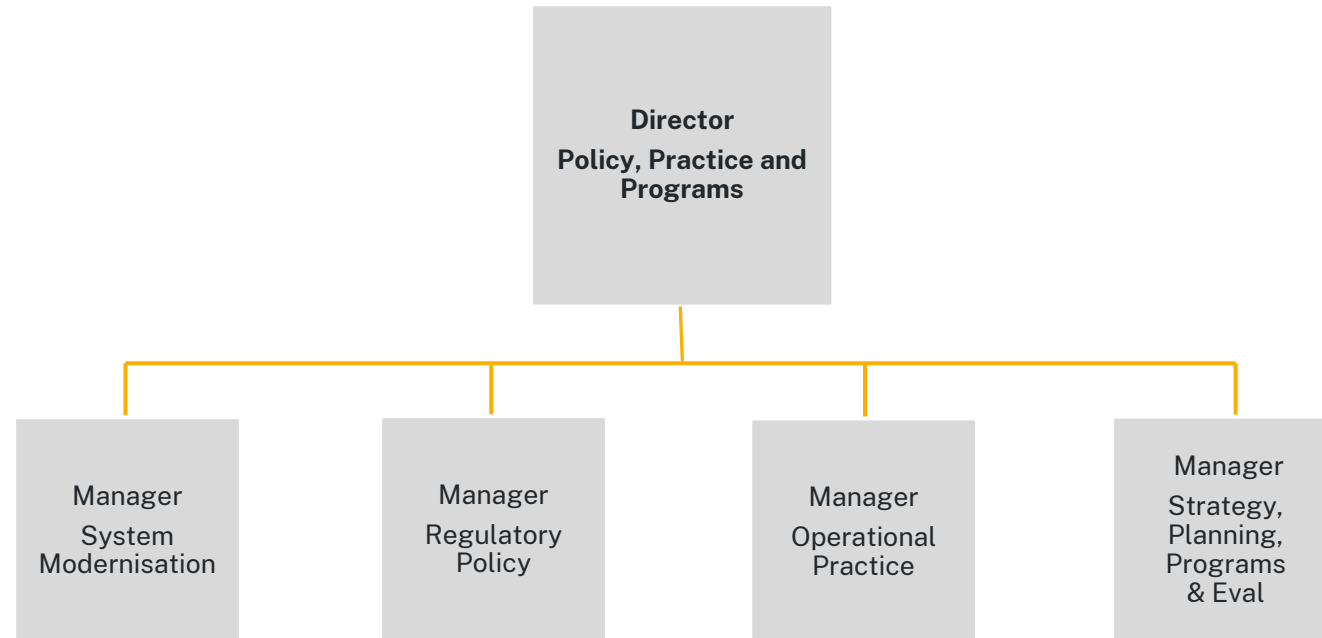 Director
Policy, Practice and
Programs
Manager
System
Modernisation
Manager
Regulatory
Policy
Manager
Operational
Practice
Manager
Strategy,
Planning,
Programs
& Eval